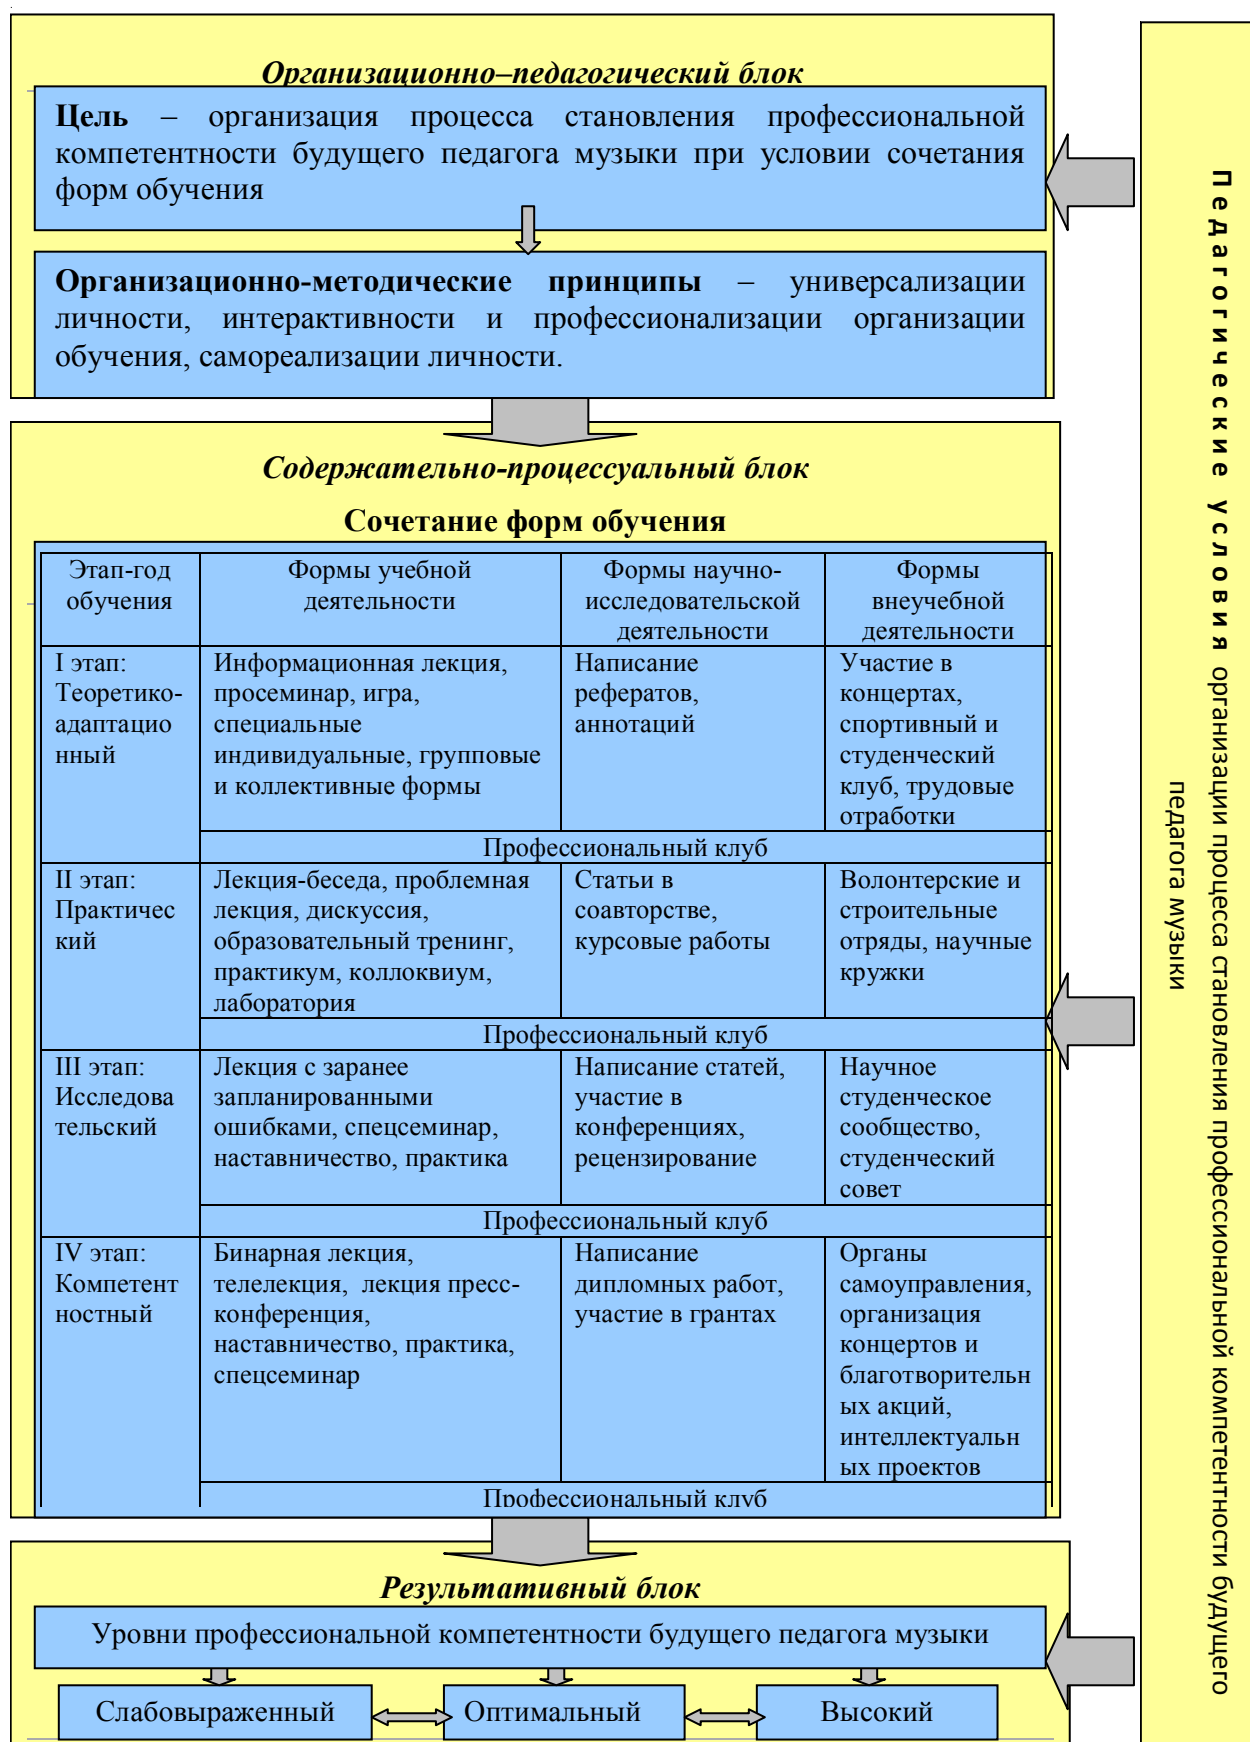 Организационно–педагогический блок
Цель – организация процесса становления профессиональной
компетентности будущего педагога музыки при условии сочетания
форм обучения
Организационно-методические принципы – универсализации
личности, интерактивности и профессионализации организации
обучения, самореализации личности.
Содержательно-процессуальный блок
Сочетание форм обучения
Этап-год
обучения
Формы учебной
деятельности
Формы научно-
исследовательской
деятельности
Формы
внеучебной
деятельности
I этап:
Теоретико-
адаптацио
нный
Информационная лекция,
просеминар, игра,
специальные
индивидуальные, групповые
и коллективные формы
Написание
рефератов,
аннотаций
Участие в
концертах,
спортивный и
студенческий
клуб, трудовые
отработки
Профессиональный клуб
II этап:
Практичес
кий
Лекция-беседа, проблемная
лекция, дискуссия,
образовательный тренинг,
практикум, коллоквиум,
лаборатория
Статьи в
соавторстве,
курсовые работы
Волонтерские и
строительные
отряды, научные
кружки
Профессиональный клуб
III этап:
Исследова
тельский
Лекция с заранее
запланированными
ошибками, спецсеминар,
наставничество, практика
Написание статей,
участие в
конференциях,
рецензирование
Научное
студенческое
сообщество,
студенческий
совет
Профессиональный клуб
IV этап:
Компетент
ностный
Бинарная лекция,
телелекция, лекция пресс-
конференция,
наставничество, практика,
спецсеминар
Написание
дипломных работ,
участие в грантах
Органы
самоуправления,
организация
концертов и
благотворительн
ых акций,
интеллектуальн
ых проектов
Профессиональный клуб
Результативный блок
Уровни профессиональной компетентности будущего педагога музыки
Слабовыраженный
Оптимальный
Высокий
Педагогические условия организации процесса становления профессиональной компетентности будущего
педагога музыки